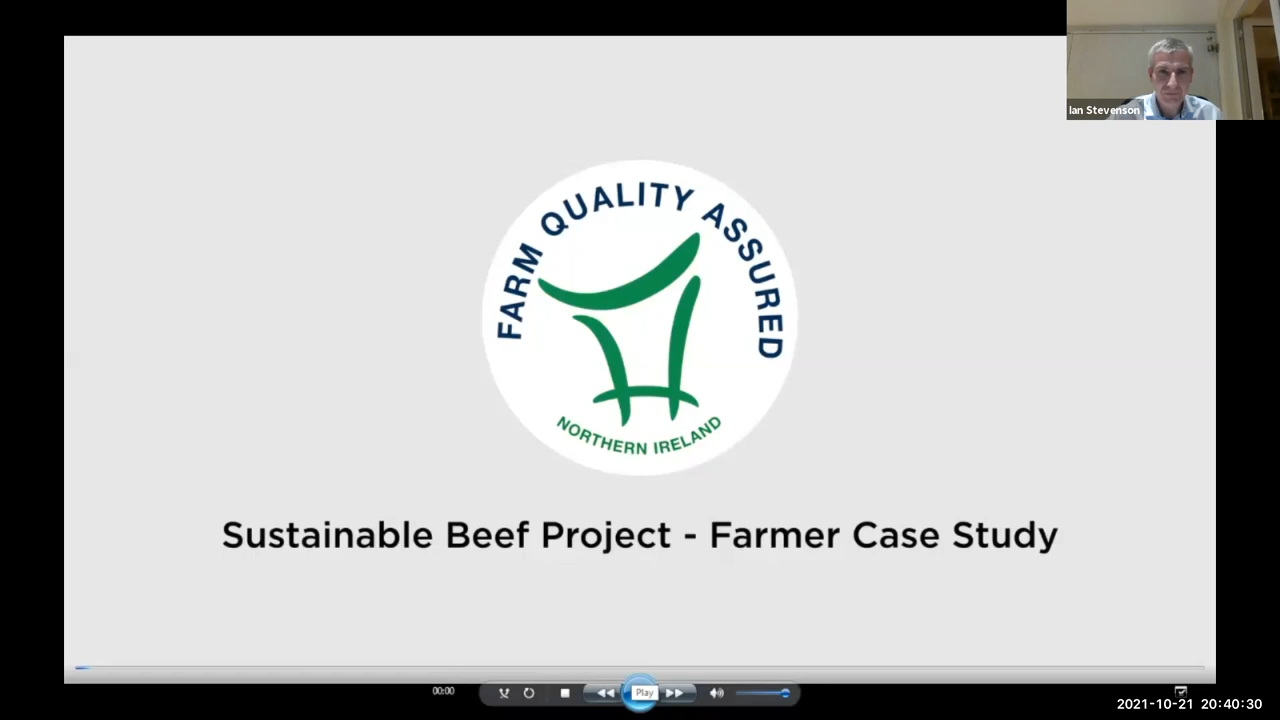 Ian Stevenson
FARM QUALITY ASSURED
NORTHERN IRELAND
Sustainable Beef Project - Farmer Case Study
00:00
Play
2021-10-21 20:40:30